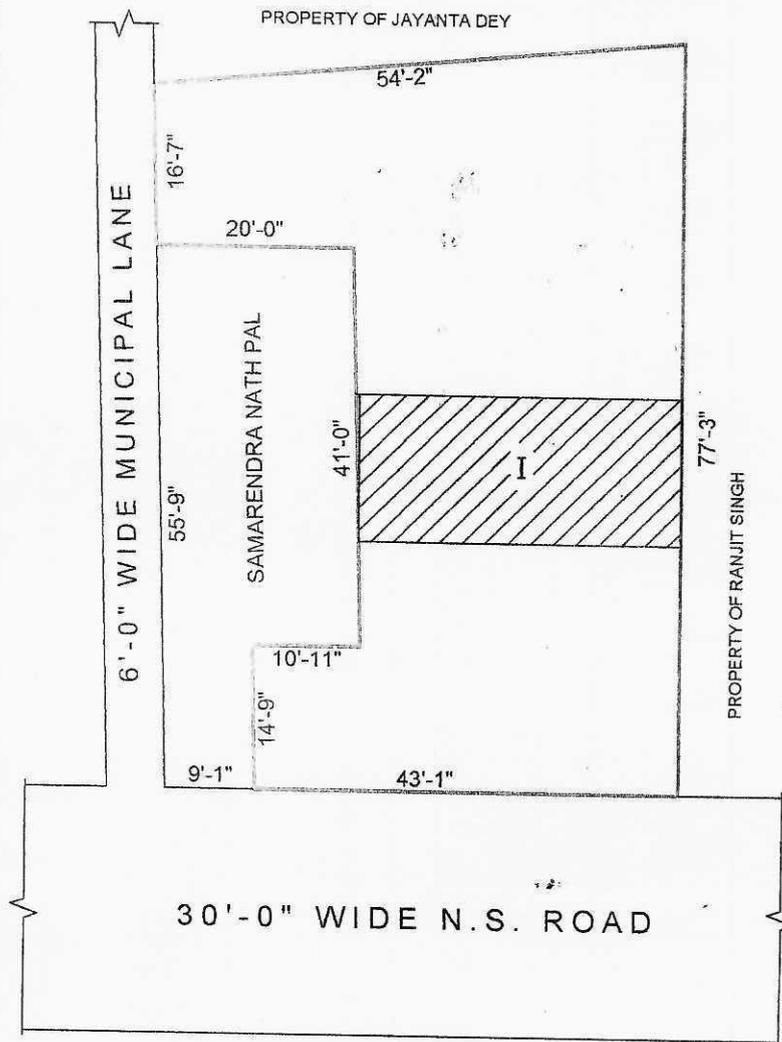 PROPERTY OF JAYANTA DEY
54'-2"
16'-7"
20'-0"
6'-0" WIDE MUNICIPAL LANE
SAMARENDRA NATH PAL
55'-9"
41'-0"
I
77'-3"
PROPERTY OF RANJIT SINGH
10'-11"
14'-9"
9'-1"
43'-1"
30'-0" WIDE N.S. ROAD